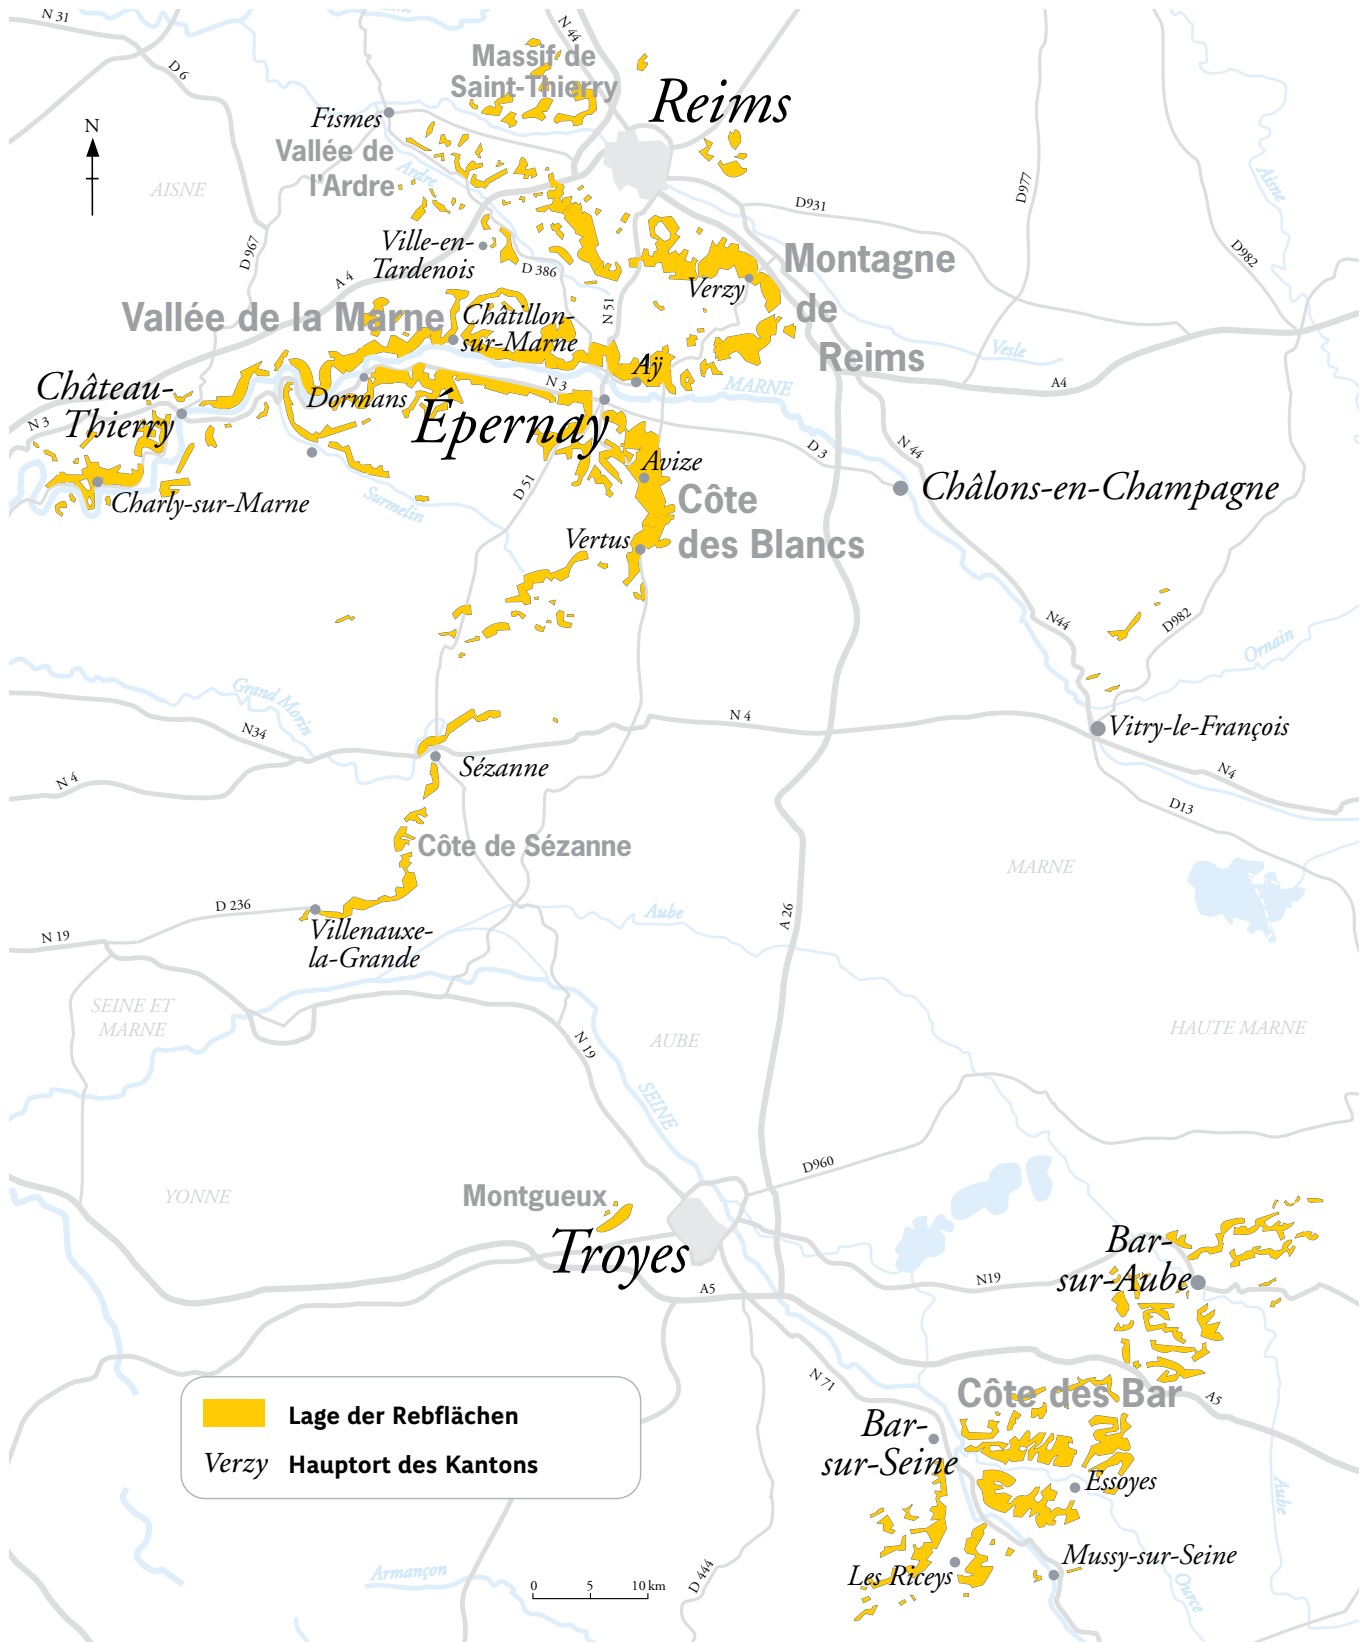 N 31
N 44
Massif de
Saint-Thierry
D 6
Reims
N
Fismes
Vallée de
l'Ardre
Ardre
AISNE
Aisne
D977
D931
D982
D 967
Ville-en-
Tardenois
D 386
A 4
Montagne
de
Reims
Verzy
N 51
Vallée de la Marne
Châtillon-
sur-Marne
Vesle
Aÿ
MARNE
A4
Château-
Thierry
N 3
Dormans
N 3
Épernay
D 3
N 44
Avize
Châlons-en-Champagne
Côte
des Blancs
D 51
Charly-sur-Marne
Surmelin
Vertus
N44
D982
Ornain
Grand Morin
N34
N 4
Vitry-le-François
N 4
Sézanne
N4
D13
Côte de Sézanne
MARNE
D 236
Aube
A 26
N 19
Villenauxe-
la-Grande
SEINE ET
MARNE
AUBE
HAUTE MARNE
N 19
SEINE
D960
YONNE
Montgueux
Troyes
Bar-
sur-Aube
N19
A5
N 71
Côte des Bar
A5
Lage der Rebflächen
Verzy Hauptort des Kantons
Bar-
sur-Seine
Essoyes
Aube
Mussy-sur-Seine
Les Riceys
Ource
Armançon
D 444
0 5 10 km